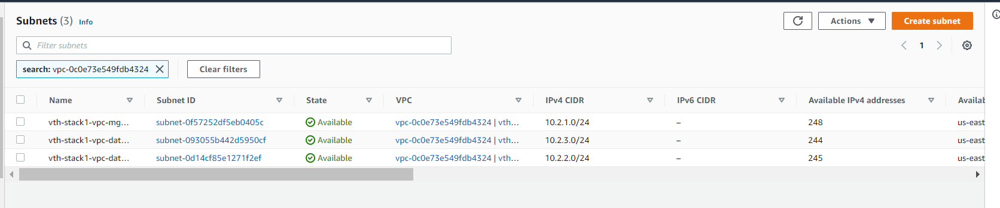 Subnets (3) Info
Actions
Create subnet
Filter subnets
1
search: vpc-0c0e73e549fdb4324
Clear filters
Name Subnet ID State VPC IPv4 CIDR IPv6 CIDR Available IPv4 addresses Availab
vth-stack1-vpc-mg... subnet-0f57252df5eb0405c Available vpc-0c0e73e549fdb4324 | vth... 10.2.1.0/24 – 248 us-east
vth-stack1-vpc-dat... subnet-093055b442d5950cf Available vpc-0c0e73e549fdb4324 | vth... 10.2.3.0/24 – 244 us-east
vth-stack1-vpc-dat... subnet-0d14cf85e1271f2ef Available vpc-0c0e73e549fdb4324 | vth... 10.2.2.0/24 – 245 us-east